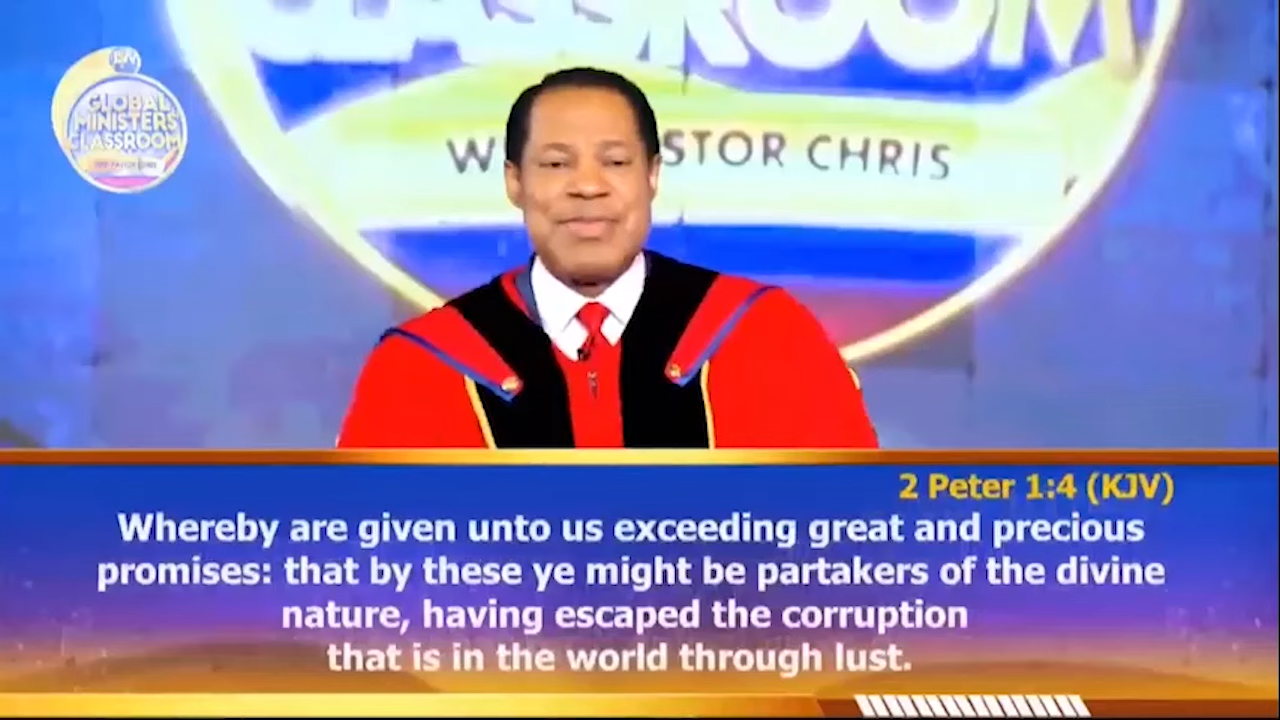 CLASSROOM
GLOBAL
MINISTERS'
CLASSROOM
STOR CHRIS
2 Peter 1:4 (KJV)
Whereby are given unto us exceeding great and precious
promises: that by these ye might be partakers of the divine
nature, having escaped the corruption
that is in the world through lust.